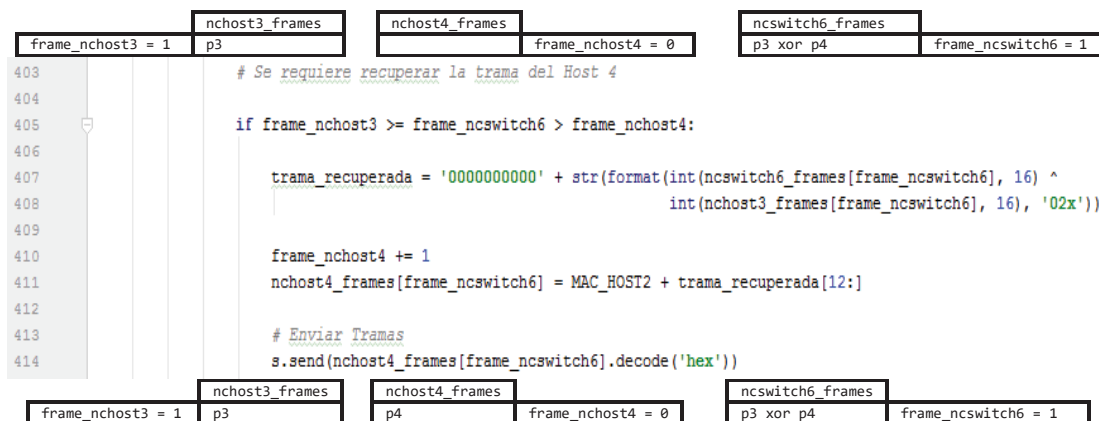 nchost3_frames nchost4_frames ncswitch6_frames
frame_nchost3 = 1 p3 frame_nchost4 = 0 p3 xor p4 frame_ncswitch6 = 1
403 # Se requiere recuperar la trama del Host 4
404
405 if frame_nchost3 >= frame_ncswitch6 > frame_nchost4:
406
407 trama_recuperada = '0000000000' + str(format(int(ncswitch6_frames[frame_ncswitch6], 16) ^
408 int(nchost3_frames[frame_ncswitch6], 16), '02x'))
409
410 frame_nchost4 += 1
411 nchost4_frames[frame_ncswitch6] = MAC_HOST2 + trama_recuperada[12:]
412
413 # Enviar Tramas
414 s.send(nchost4_frames[frame_ncswitch6].decode('hex'))
nchost3_frames nchost4_frames ncswitch6_frames
frame_nchost3 = 1 p3 p4 frame_nchost4 = 0 p3 xor p4 frame_ncswitch6 = 1